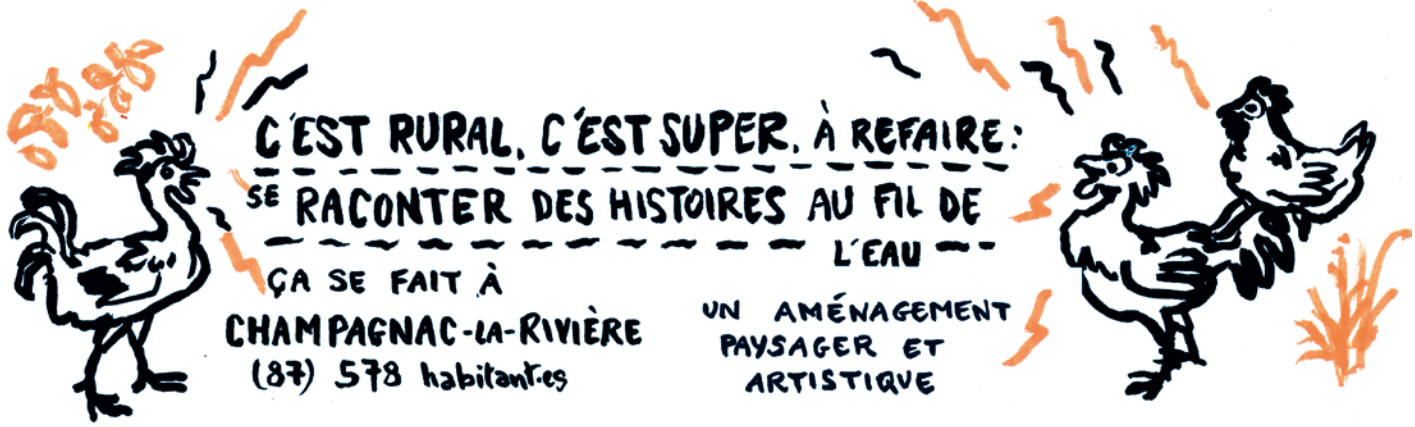 C'EST RURAL, C'EST SUPER, À REFAIRE :
SE RACONTER DES HISTOIRES AU FIL DE
L'EAU
ÇA SE FAIT À
CHAMPAGNAC-LA-RIVIÈRE
(87) 578 habitant·es
UN AMÉNAGEMENT
PAYSAGER ET
ARTISTIQUE